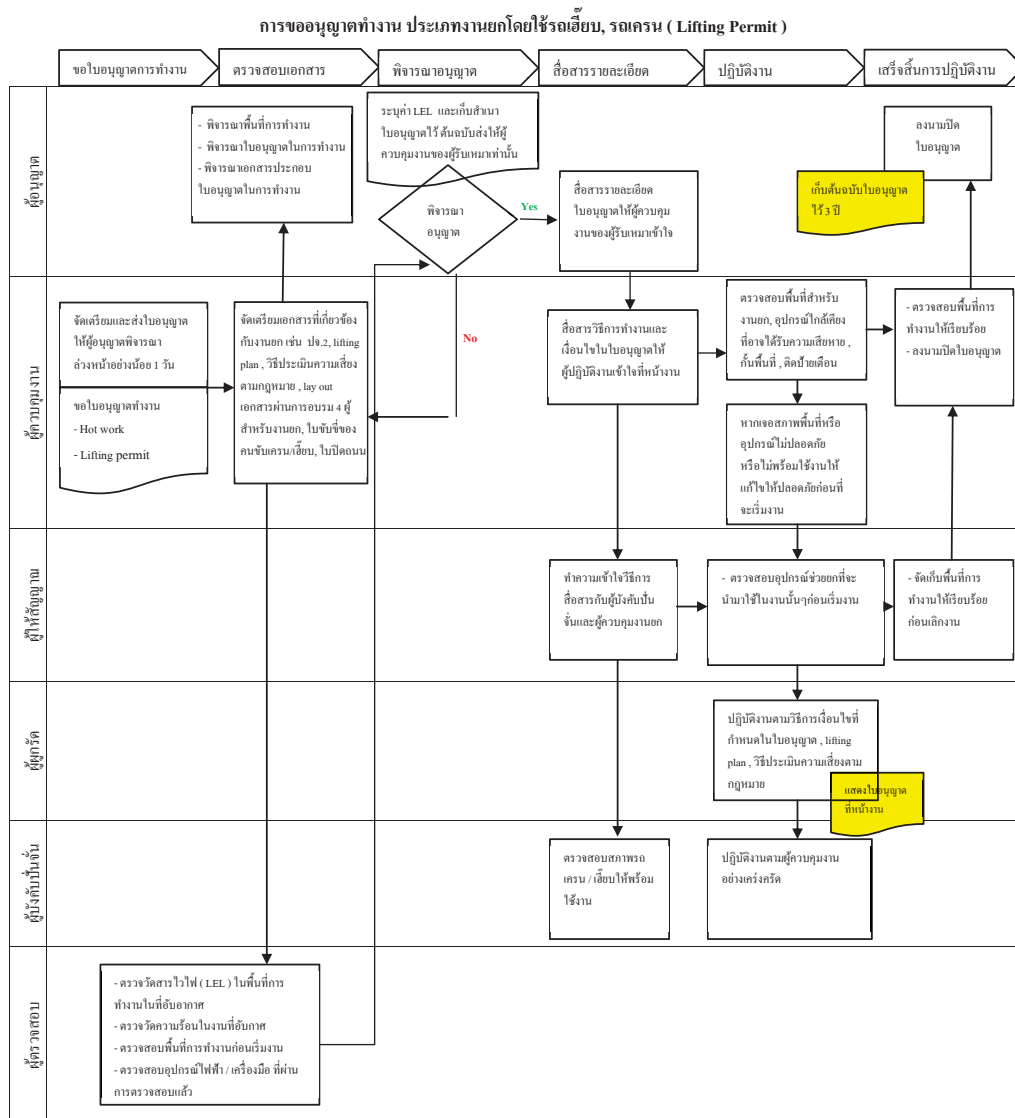 การขออนุญาตทำงาน ประเภทงานยกโดยใช้รถเฮี๊ยบ, รถเครน ( Lifting Permit )
ขอใบอนุญาตการทำงาน
ตรวจสอบเอกสาร
พิจารณาอนุญาต
สื่อสารรายละเอียด
ปฏิบัติงาน
เสร็จสิ้นการปฏิบัติงาน
ผู้อนุญาต
- พิจารณาพื้นที่การทำงาน
- พิจารณาใบอนุญาตในการทำงาน
- พิจารณาเอกสารประกอบ
ใบอนุญาตในการทำงาน
ระบุค่า LEL และเก็บสำเนา
ใบอนุญาตไว้ ต้นฉบับส่งให้ผู้
ควบคุมงานของผู้รับเหมาเท่านั้น
พิจารณา
อนุญาต
Yes
No
สื่อสารรายละเอียด
ใบอนุญาตให้ผู้ควบคุม
งานของผู้รับเหมาเข้าใจ
ลงนามปิด
ใบอนุญาต
เก็บต้นฉบับใบอนุญาต
ไว้ 3 ปี
ผู้ควบคุมงาน
จัดเตรียมและส่งใบอนุญาต
ให้ผู้อนุญาตพิจารณา
ล่วงหน้าอย่างน้อย 1 วัน
ขอใบอนุญาตทำงาน
- Hot work
- Lifting permit
จัดเตรียมเอกสารที่เกี่ยวข้อง
กับงานยก เช่น ปจ.2, lifting
plan , วิธีประเมินความเสี่ยง
ตามกฎหมาย , lay out
เอกสารผ่านการอบรม 4 ผู้
สำหรับงานยก, ใบขับขี่ของ
คนขับเครน/เฮี๊ยบ, ใบปิดถนน
สื่อสารวิธีการทำงานและ
เงื่อนไขในใบอนุญาตให้
ผู้ปฏิบัติงานเข้าใจที่หน้างาน
ตรวจสอบพื้นที่สำหรับ
งานยก, อุปกรณ์ใกล้เคียง
ที่อาจได้รับความเสียหาย ,
กั้นพื้นที่ , ติดป้ายเตือน
หากเจอสภาพพื้นที่หรือ
อุปกรณ์ไม่ปลอดภัย
หรือไม่พร้อมใช้งานให้
แก้ไขให้ปลอดภัยก่อนที่
จะเริ่มงาน
- ตรวจสอบพื้นที่การ
ทำงานให้เรียบร้อย
- ลงนามปิดใบอนุญาต
ผู้ให้สัญญาณ
ทำความเข้าใจวิธีการ
สื่อสารกับผู้บังคับปั้น
จั่นและผู้ควบคุมงานยก
- ตรวจสอบอุปกรณ์ช่วยยกที่จะ
นำมาใช้ในงานนั้นๆก่อนเริ่มงาน
- จัดเก็บพื้นที่การ
ทำงานให้เรียบร้อย
ก่อนเลิกงาน
ผู้ผูกรัด
ปฏิบัติงานตามวิธีการเงื่อนไขที่
กำหนดในใบอนุญาต , lifting
plan , วิธีประเมินความเสี่ยงตาม
กฎหมาย
แสดงใบอนุญาต
ที่หน้างาน
ผู้บังคับปั้นจั่น
ตรวจสอบสภาพรถ
เครน / เฮี๊ยบให้พร้อม
ใช้งาน
ปฏิบัติงานตามผู้ควบคุมงาน
อย่างเคร่งครัด
ผู้ตรวจสอบ
- ตรวจวัดสารไวไฟ ( LEL ) ในพื้นที่การ
ทำงานในที่อับอากาศ
- ตรวจวัดความร้อนในงานที่อับกาศ
- ตรวจสอบพื้นที่การทำงานก่อนเริ่มงาน
- ตรวจสอบอุปกรณ์ไฟฟ้า / เครื่องมือ ที่ผ่าน
การตรวจสอบแล้ว